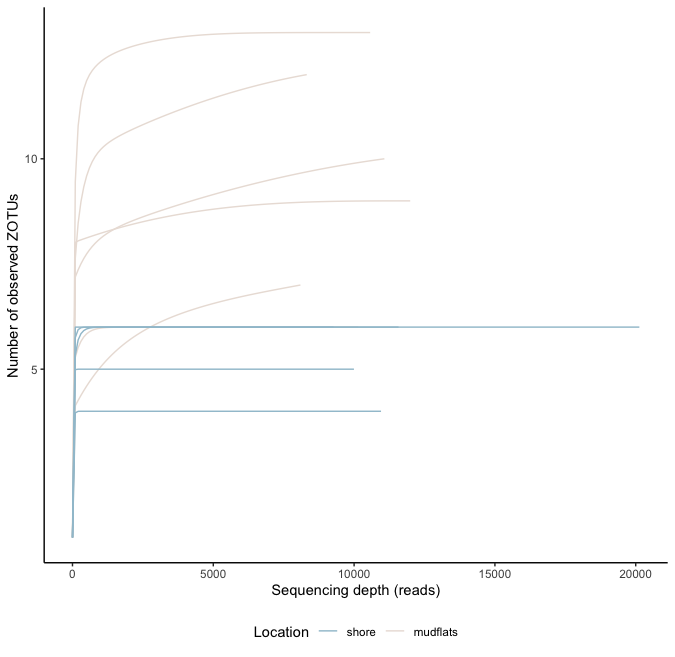 Number of observed ZOTUs
10
5
0 5000 10000 15000 20000
Sequencing depth (reads)
Location shore mudflats